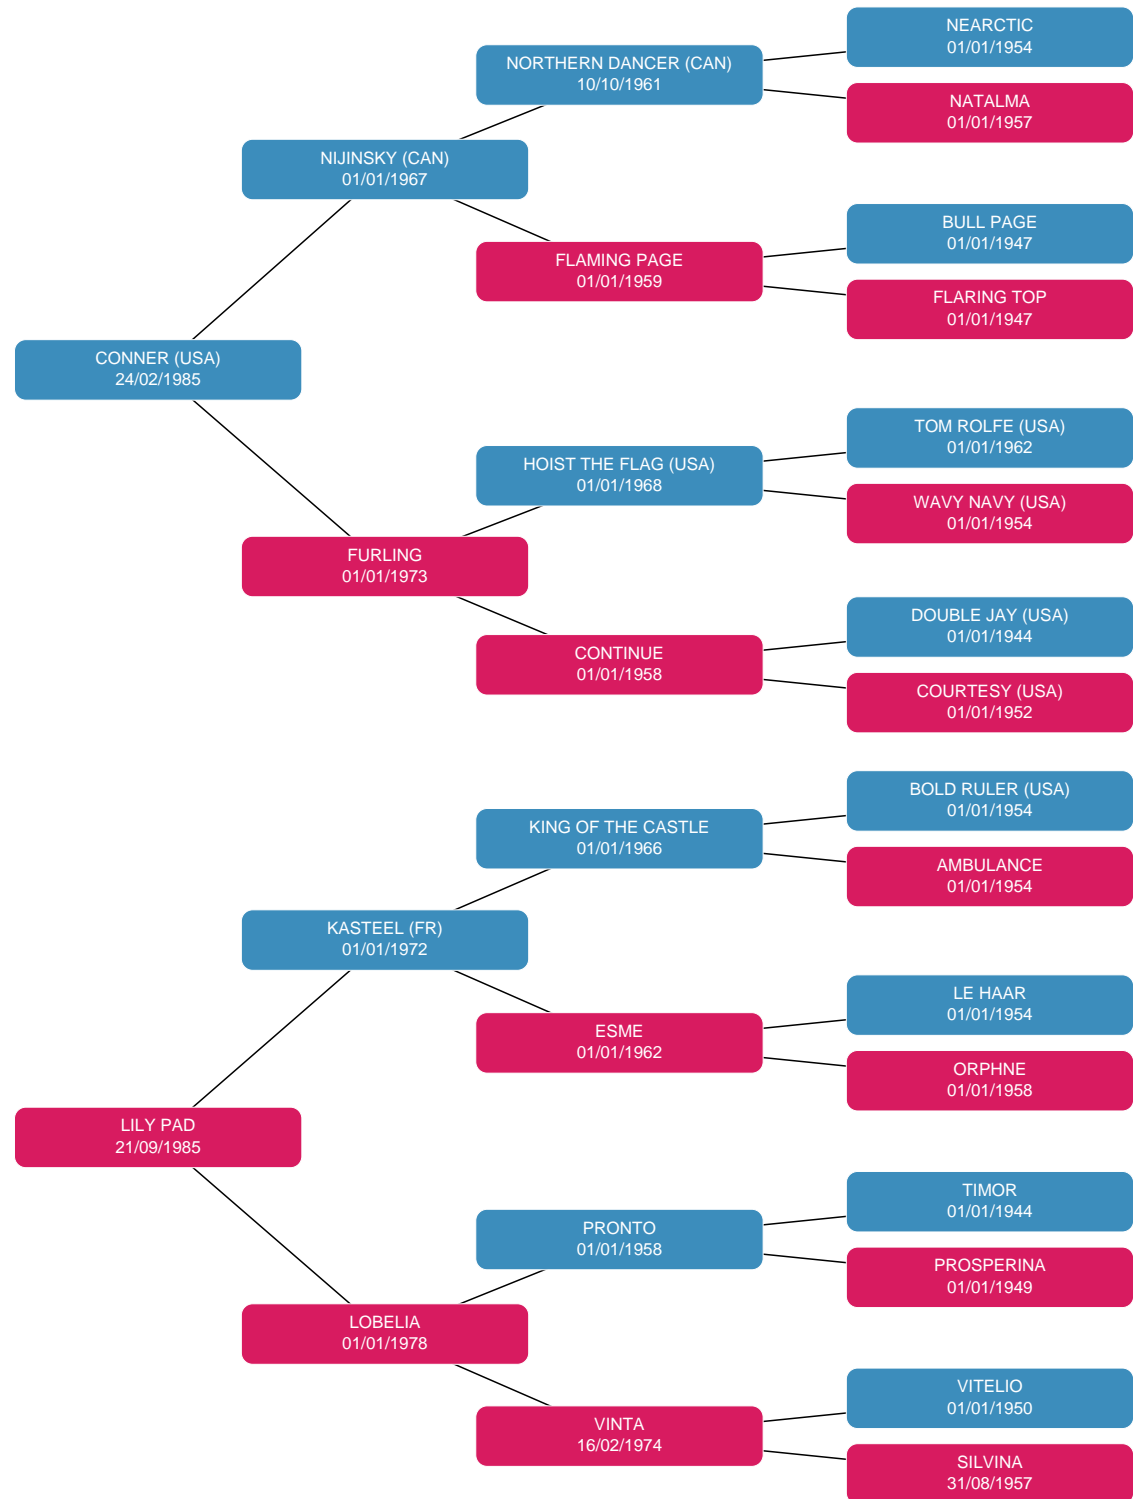 NEARCTIC
01/01/1954
NORTHERN DANCER (CAN)
10/10/1961
NATALMA
01/01/1957
NIJINSKY (CAN)
01/01/1967
BULL PAGE
01/01/1947
FLAMING PAGE
01/01/1959
FLARING TOP
01/01/1947
CONNER (USA)
24/02/1985
TOM ROLFE (USA)
01/01/1962
HOIST THE FLAG (USA)
01/01/1968
WAVY NAVY (USA)
01/01/1954
FURLING
01/01/1973
DOUBLE JAY (USA)
01/01/1944
CONTINUE
01/01/1958
COURTESY (USA)
01/01/1952
BOLD RULER (USA)
01/01/1954
KING OF THE CASTLE
01/01/1966
AMBULANCE
01/01/1954
KASTEEL (FR)
01/01/1972
LE HAAR
01/01/1954
ESME
01/01/1962
ORPHNE
01/01/1958
LILY PAD
21/09/1985
TIMOR
01/01/1944
PRONTO
01/01/1958
PROSPERINA
01/01/1949
LOBELIA
01/01/1978
VITELIO
01/01/1950
VINTA
16/02/1974
SILVINA
31/08/1957